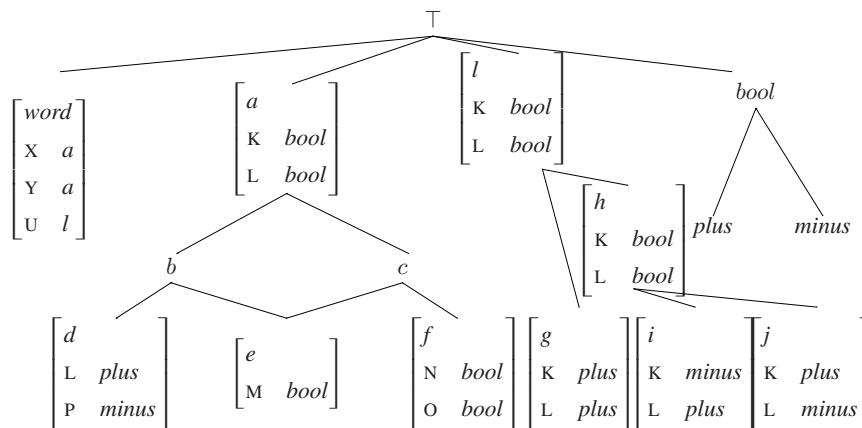 ⊤
word
X a
Y a
U l
a
K bool
L bool
l
K bool
L bool
bool
h
K bool
L bool
plus
minus
b
c
d
L plus
P minus
e
M bool
f
N bool
O bool
g
K plus
L plus
i
K minus
L plus
j
K plus
L minus